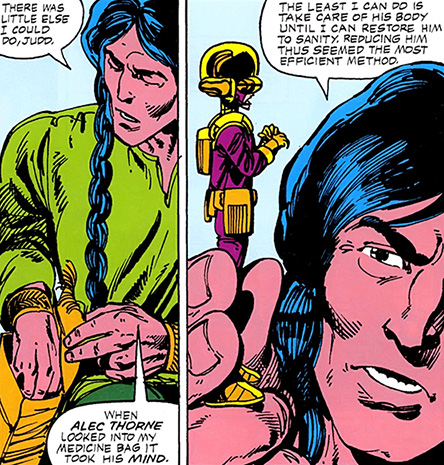 THERE WAS
LITTLE ELSE
I COULD
DO, JUDD.
WHEN
ALEC THORNE
LOOKED INTO MY
MEDICINE BAG IT
TOOK HIS MIND.
THE LEAST I CAN DO IS
TAKE CARE OF HIS BODY
UNTIL I CAN RESTORE HIM
TO SANITY. REDUCING HIM
THUS SEEMED THE MOST
EFFICIENT METHOD.